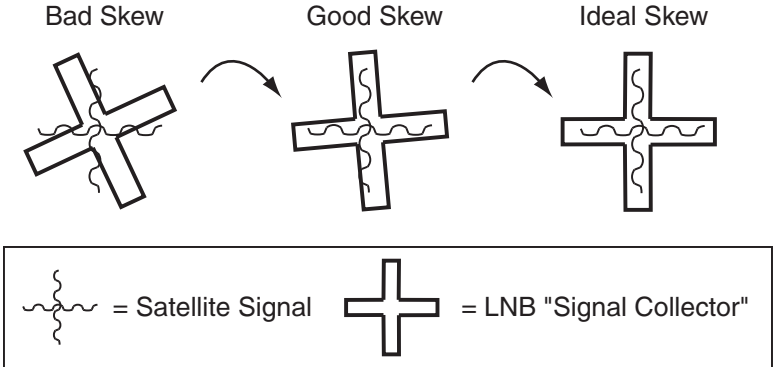 Bad Skew Good Skew Ideal Skew
= Satellite Signal = LNB "Signal Collector"